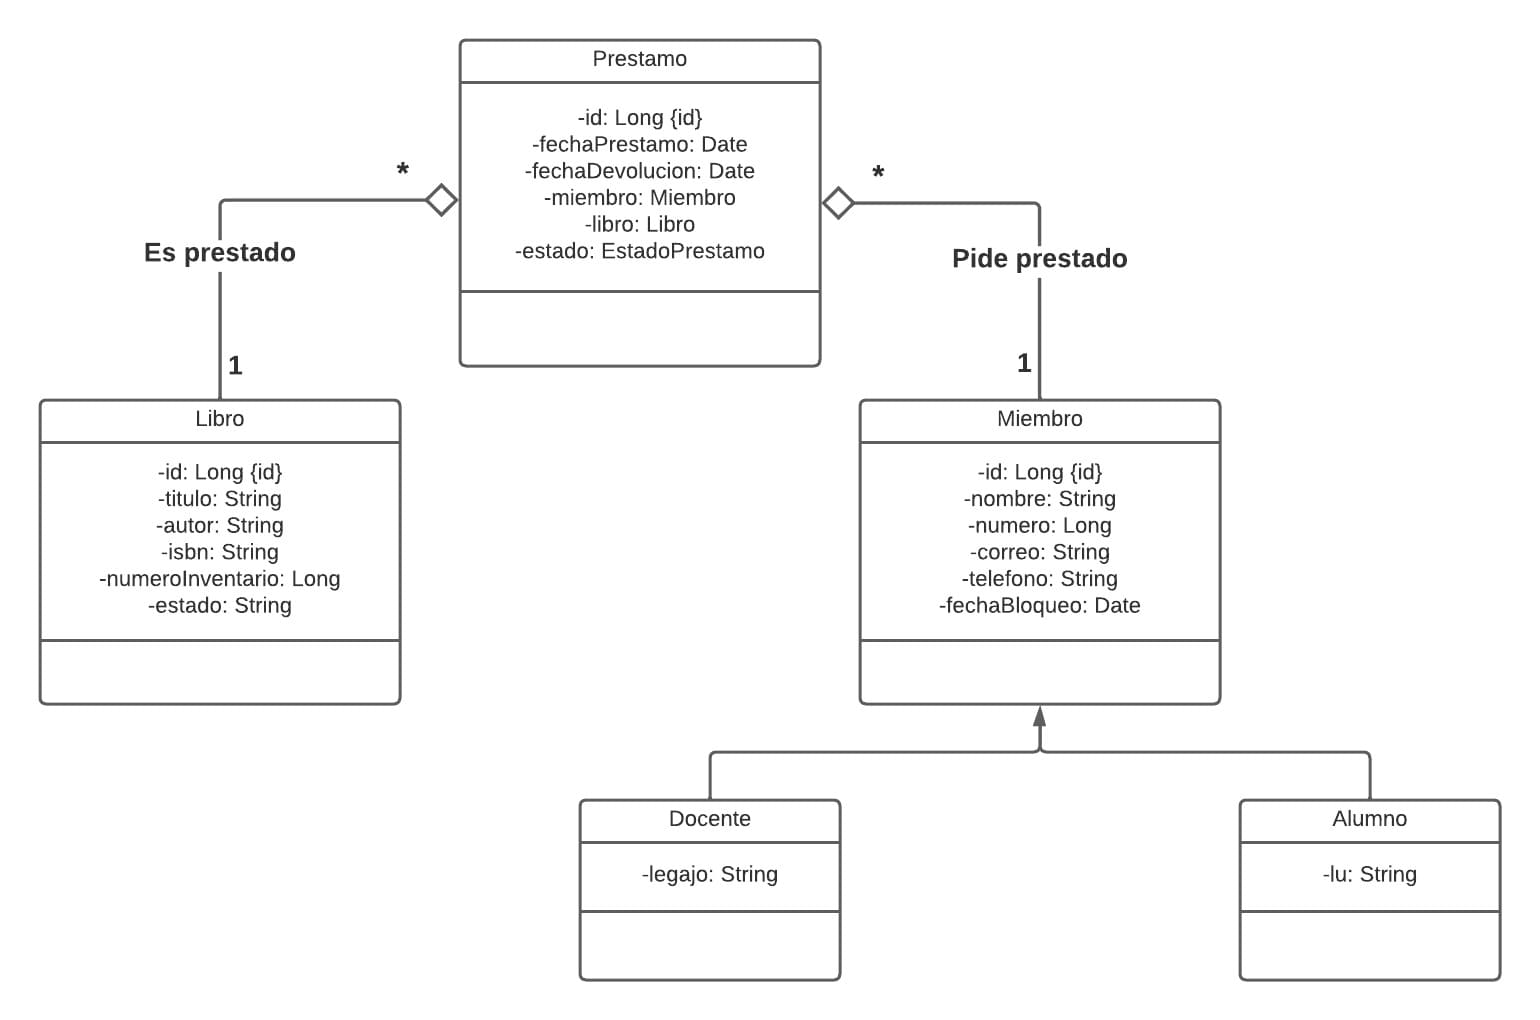 Prestamo
-id: Long {id}
-fechaPrestamo: Date
-fechaDevolucion: Date
-miembro: Miembro
-libro: Libro
-estado: EstadoPrestamo
*
*
Es prestado
Pide prestado
1
1
Libro
-id: Long {id}
-titulo: String
-autor: String
-isbn: String
-numeroInventario: Long
-estado: String
Miembro
-id: Long {id}
-nombre: String
-numero: Long
-correo: String
-telefono: String
-fechaBloqueo: Date
Docente
-legajo: String
Alumno
-lu: String